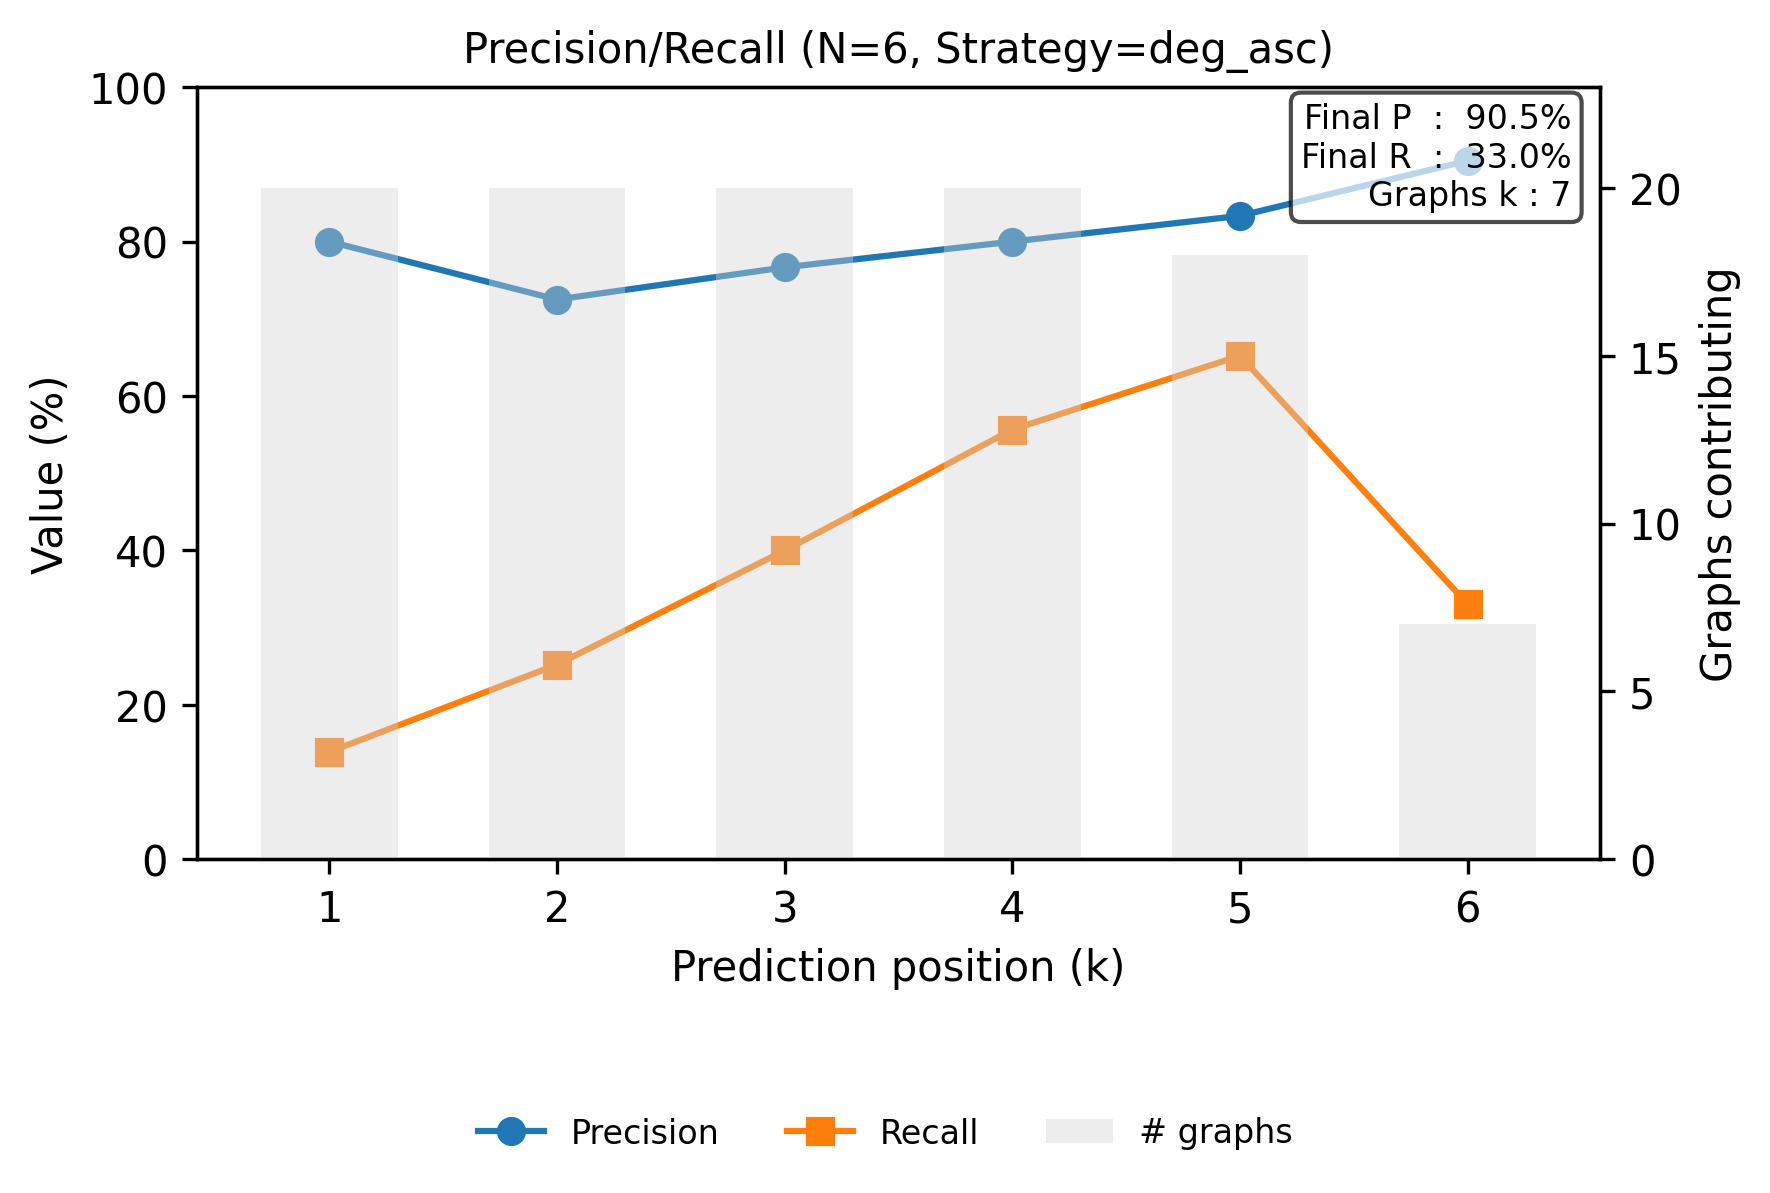 Precision/Recall (N=6, Strategy=deg_asc)
Final P : 90.5%
Final R : 33.0%
Graphs k : 7
100
80
60
40
20
0
Value (%)
20
15
10
5
0
Graphs contributing
1 2 3 4 5 6
Prediction position (k)
Precision Recall # graphs